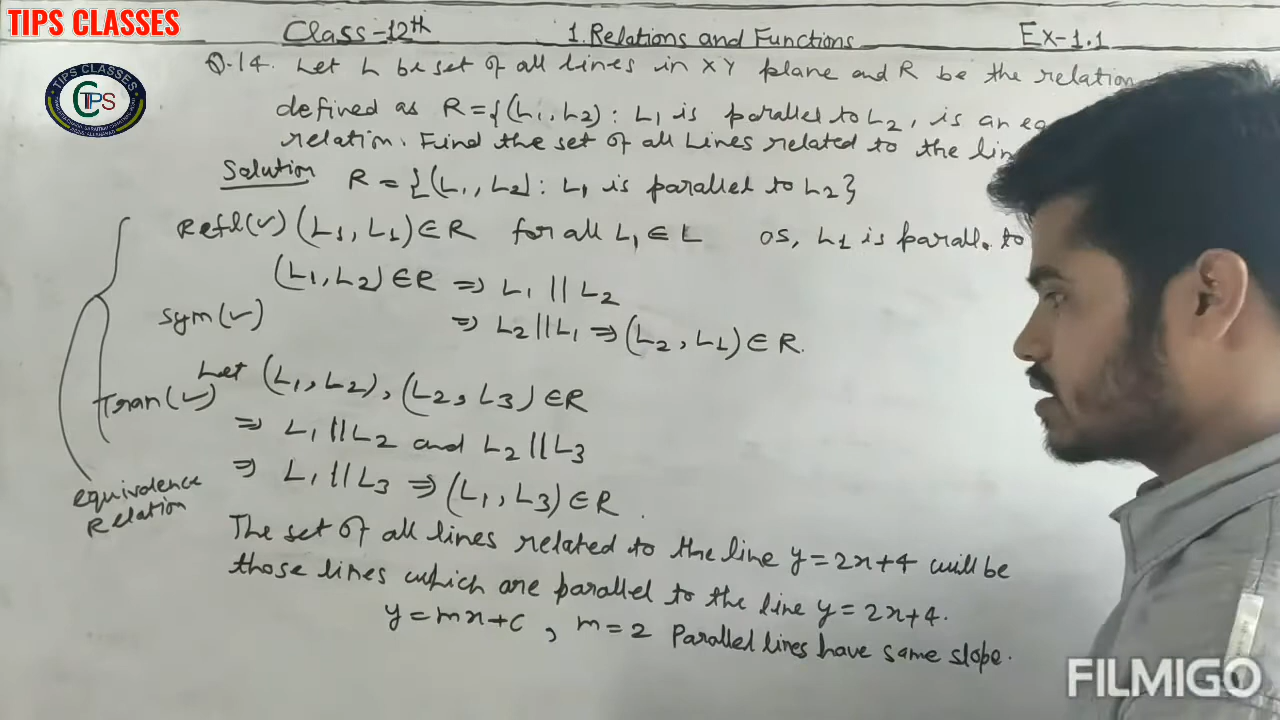 TIPS CLASSES
Class-12th 1. Relations and Functions Ex-1.1
Q.14. Let L be set of all lines in XY plane and R be the relation
defined as R={(L1, L2) : L1 is parallel to L2, is an eq
relation. Find the set of all Lines related to the lin
TIPS CLASSES
TIPS
Solution R = {(L1, L2) : L1 is parallel to L2}
Refl(✓) (L1, L1) ∈ R for all L1 ∈ L as, L1 is paral. to
(L1, L2) ∈ R ⇒ L1 || L2
Sym(✓) ⇒ L2 || L1 ⇒ (L2, L1) ∈ R.
Let (L1, L2), (L2, L3) ∈ R
Tran(✓)
⇒ L1 || L2 and L2 || L3
⇒ L1 || L3 ⇒ (L1, L3) ∈ R.
equivalence
Relation
The set of all lines related to the line y = 2x+4 will be
those lines which are parallel to the line y = 2x+4.
y = mx+c, m = 2 Parallel lines have same slope.
FILMIGO